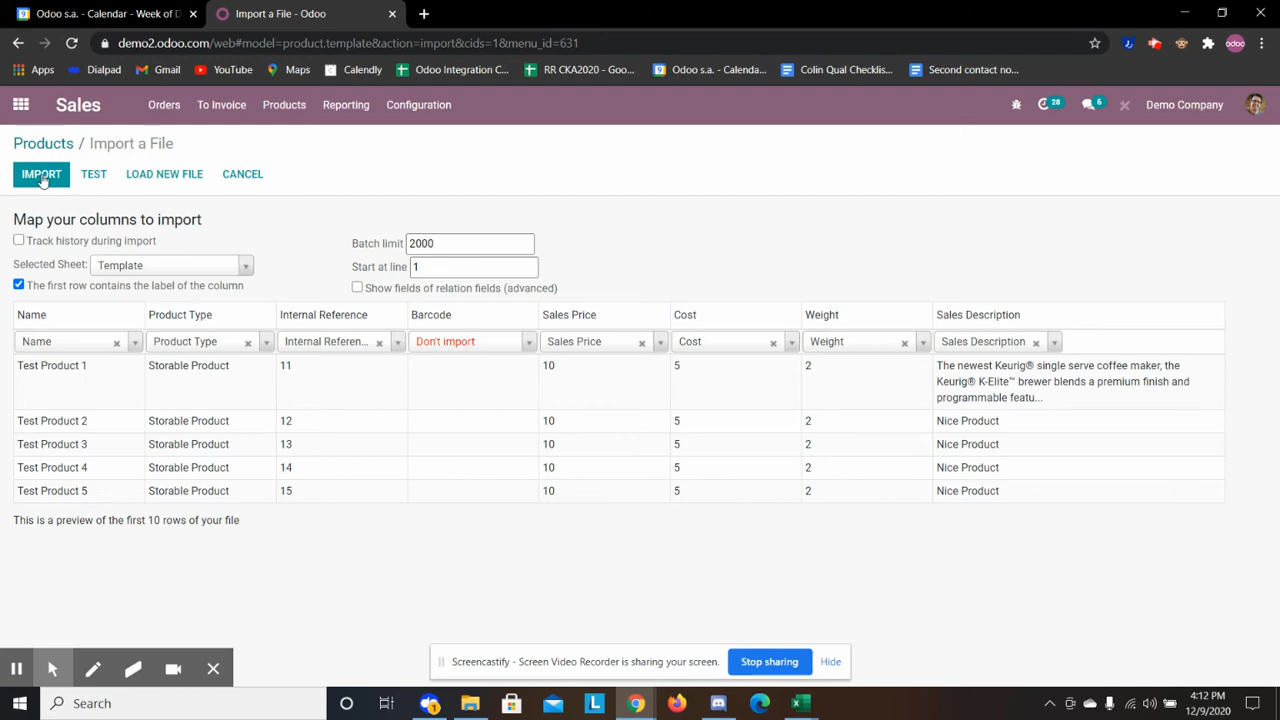 Odoo s.a. - Calendar - Week of D
Import a File - Odoo
demo2.odoo.com/web#model=product.template&action=import&cids=1&menu_id=631
odoo
Apps Dialpad Gmail YouTube Maps Calendly Odoo Integration C... RR CKA2020 - Goo... Odoo s.a. - Calenda... Colin Qual Checklis... Second contact no...
Sales Orders To Invoice Products Reporting Configuration 28 6 Demo Company
Products / Import a File
IMPORT TEST LOAD NEW FILE CANCEL
Map your columns to import
Track history during import
Batch limit 2000
Selected Sheet: Template
Start at line 1
The first row contains the label of the column
Show fields of relation fields (advanced)
Name Product Type Internal Reference Barcode Sales Price Cost Weight Sales Description
Name Product Type Internal Referen... Don't import Sales Price Cost Weight Sales Description
Test Product 1 Storable Product 11 10 5 2 The newest Keurig® single serve coffee maker, the
Keurig® K-Elite™ brewer blends a premium finish and
programmable featu...
Test Product 2 Storable Product 12 10 5 2 Nice Product
Test Product 3 Storable Product 13 10 5 2 Nice Product
Test Product 4 Storable Product 14 10 5 2 Nice Product
Test Product 5 Storable Product 15 10 5 2 Nice Product
This is a preview of the first 10 rows of your file
Screencastify - Screen Video Recorder is sharing your screen. Stop sharing Hide
Search
4:12 PM
12/9/2020